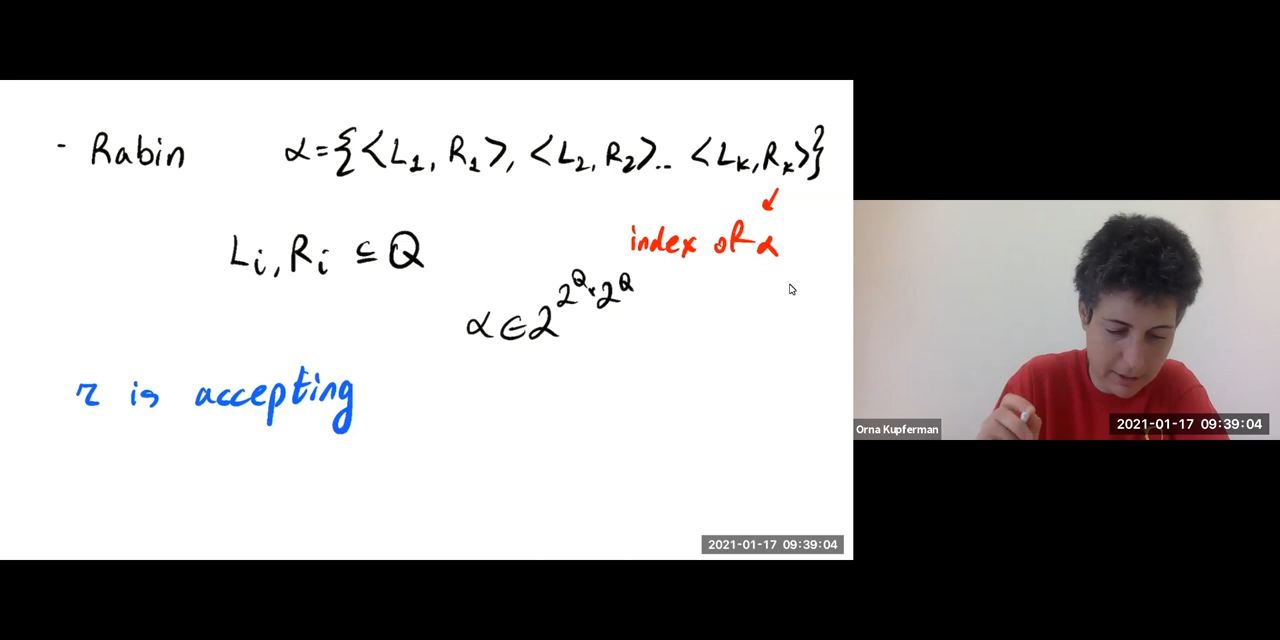 - Rabin α={<L₁, R₁>, <L₂, R₂>.. <Lₖ, Rₖ>}
index of α
Lᵢ, Rᵢ ⊆ Q
α ∈ 2^{2^Q × 2^Q}
r is accepting
Orna Kupferman
2021-01-17 09:39:04
2021-01-17 09:39:04